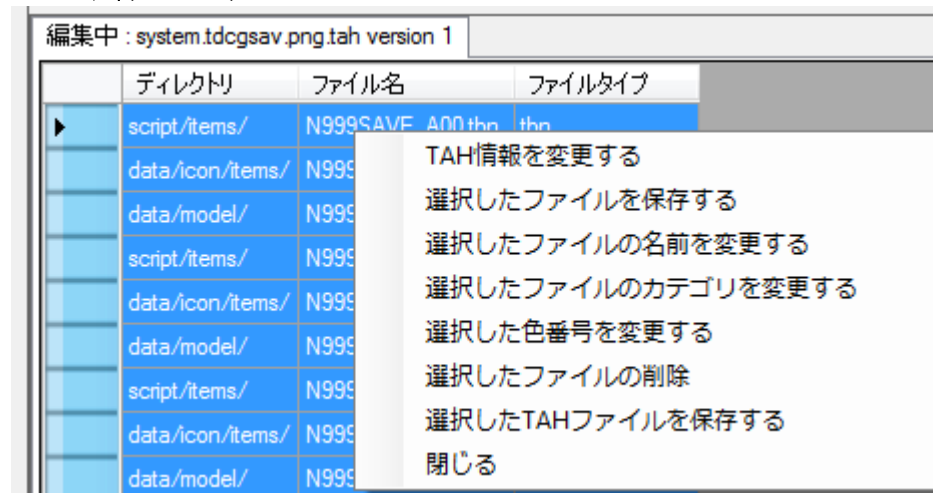 編集中 : system.tdcgsav.png.tah version 1
ディレクトリ ファイル名 ファイルタイプ
script/items/ N999SAVE_A00.tbn tbn
data/icon/items/ N999
data/model/ N999
script/items/ N999
data/icon/items/ N999
data/model/ N999
script/items/ N999
data/icon/items/ N999
data/model/ N999
TAH情報を変更する
選択したファイルを保存する
選択したファイルの名前を変更する
選択したファイルのカテゴリを変更する
選択した色番号を変更する
選択したファイルの削除
選択したTAHファイルを保存する
閉じる